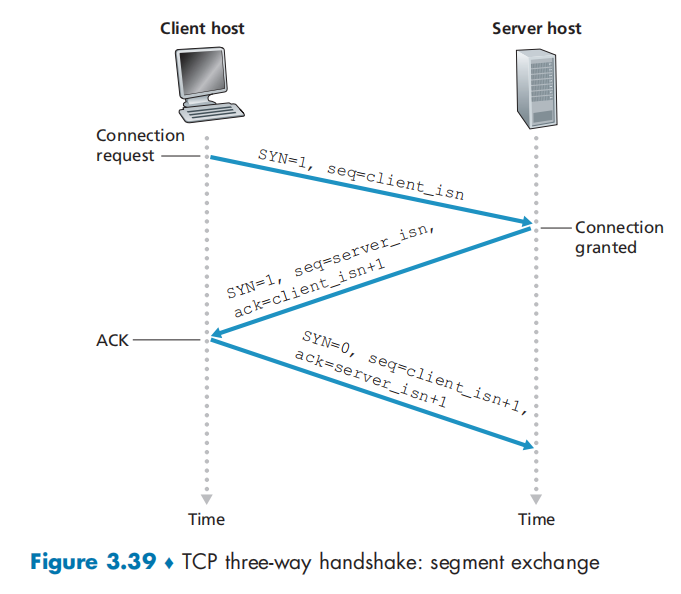 Client host
Server host
Connection
request
SYN=1, seq=client_isn
Connection
granted
SYN=1, seq=server_isn,
ack=client_isn+1
ACK
SYN=0, seq=client_isn+1,
ack=server_isn+1
Time
Time
Figure 3.39 ♦ TCP three-way handshake: segment exchange